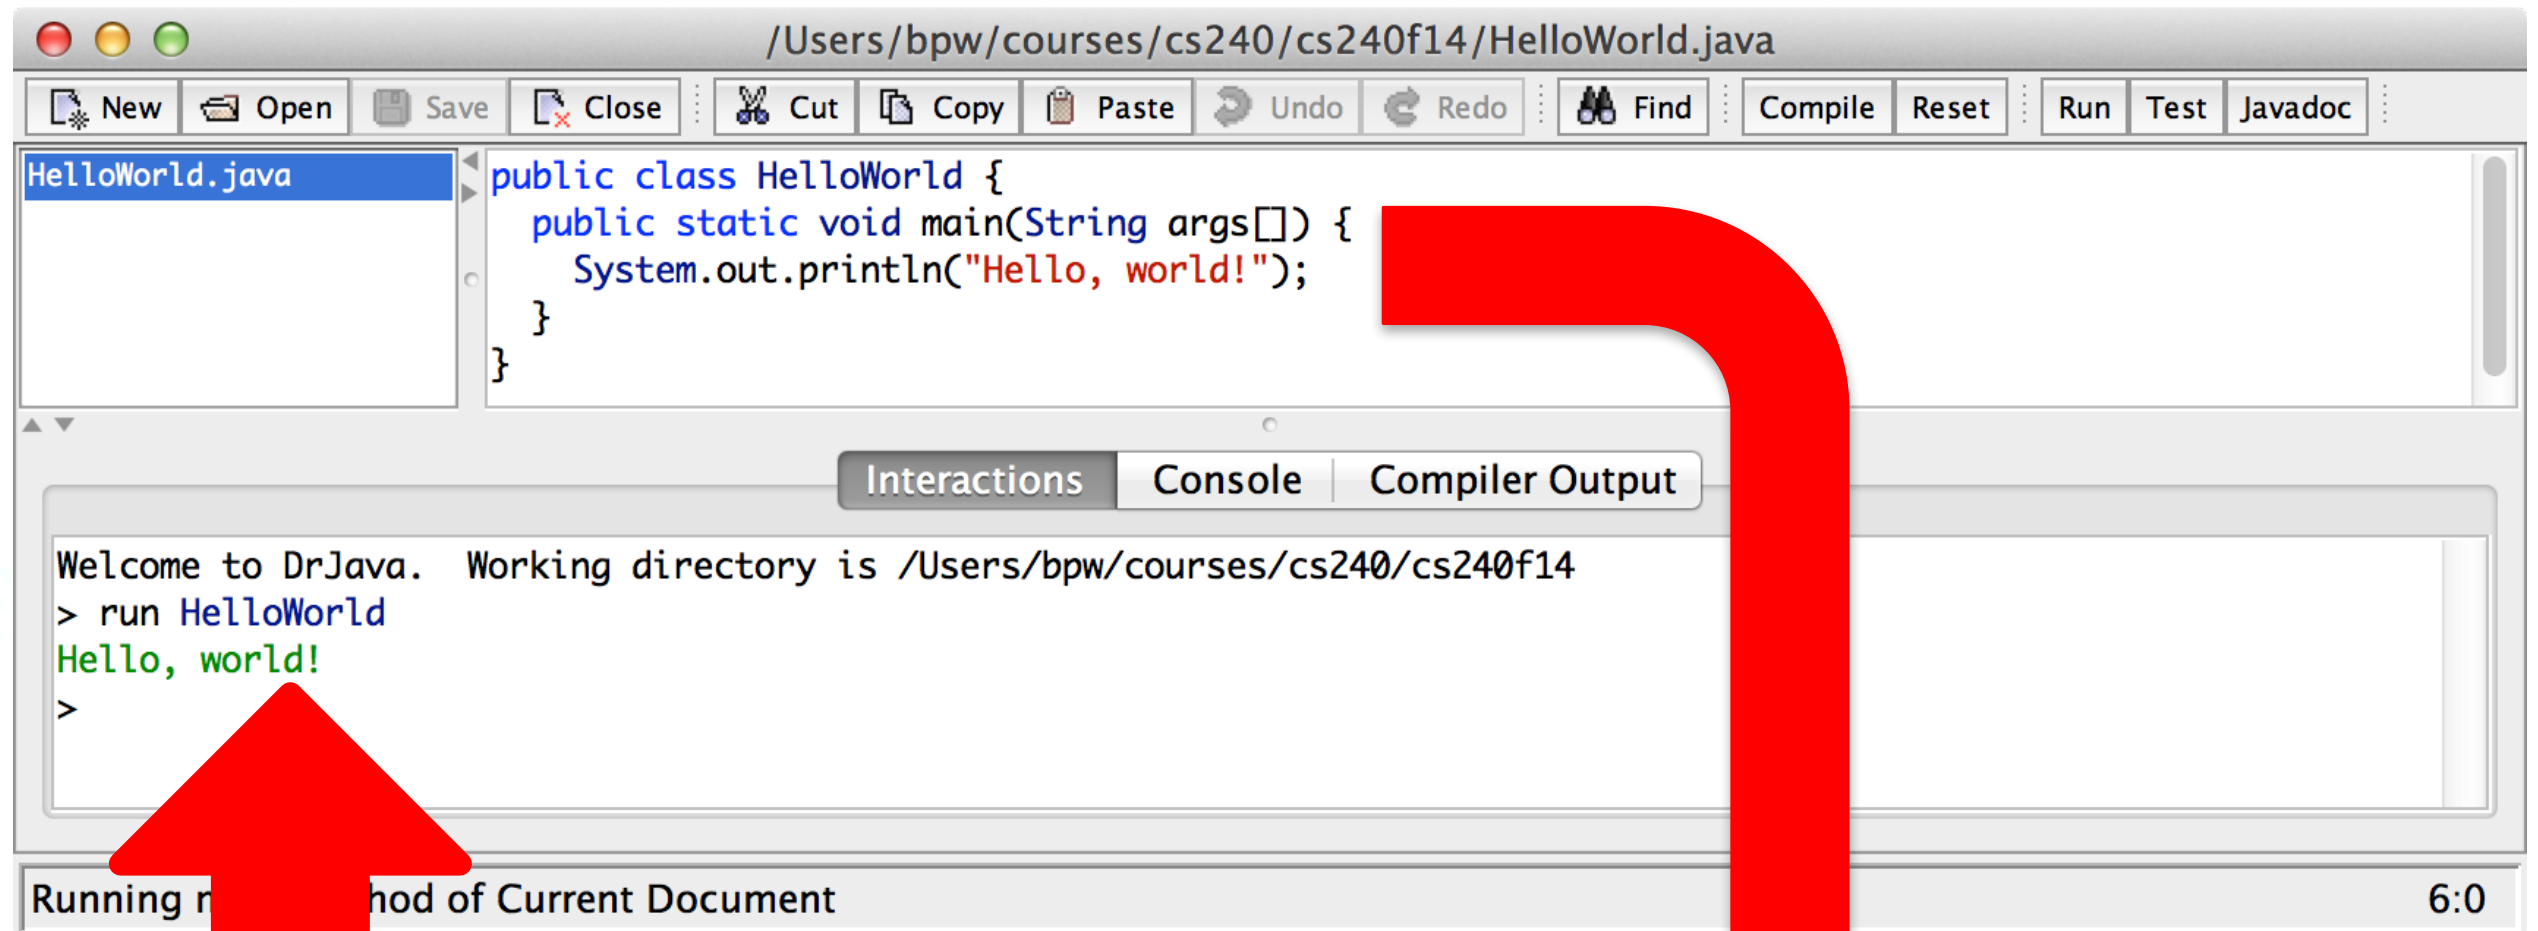 /Users/bpw/courses/cs240/cs240f14/HelloWorld.java
New Open Save Close Cut Copy Paste Undo Redo Find Compile Reset Run Test Javadoc
HelloWorld.java
public class HelloWorld {
  public static void main(String args[]) {
    System.out.println("Hello, world!");
  }
}
Interactions Console Compiler Output
Welcome to DrJava.  Working directory is /Users/bpw/courses/cs240/cs240f14
> run HelloWorld
Hello, world!
>
Running of Current Document 6:0